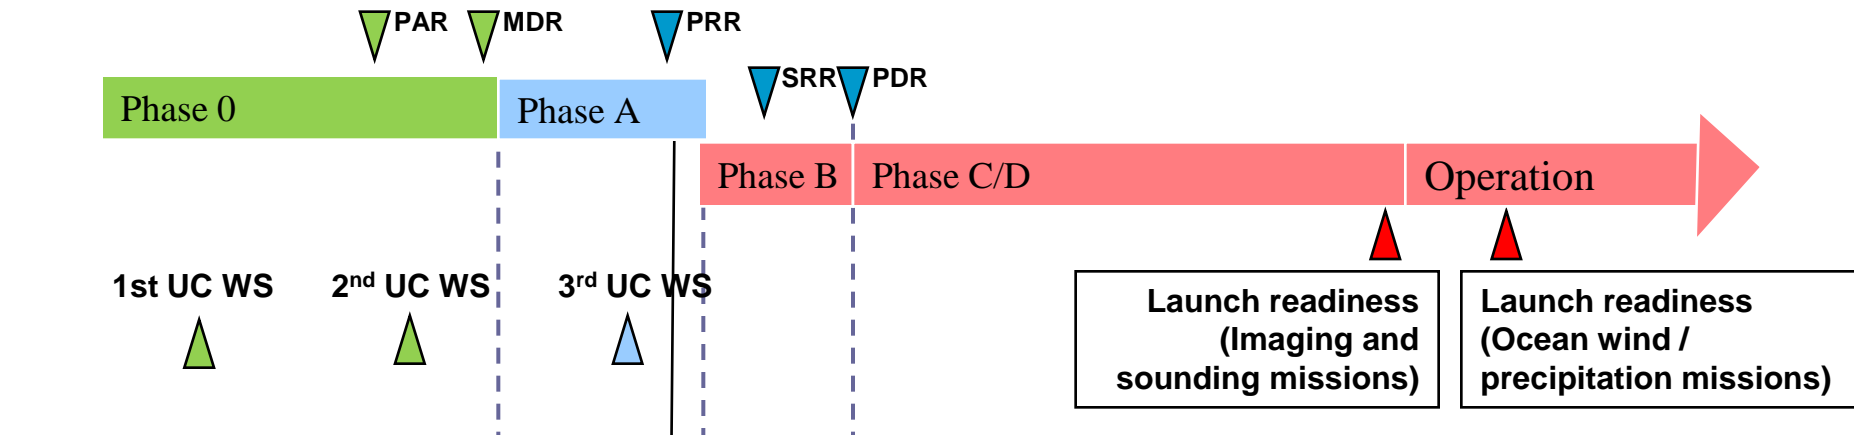 PAR MDR PRR
SRR PDR
Phase 0 Phase A
Phase B Phase C/D Operation
1st UC WS 2nd UC WS 3rd UC WS
Launch readiness
(Imaging and
sounding missions)
Launch readiness
(Ocean wind /
precipitation missions)